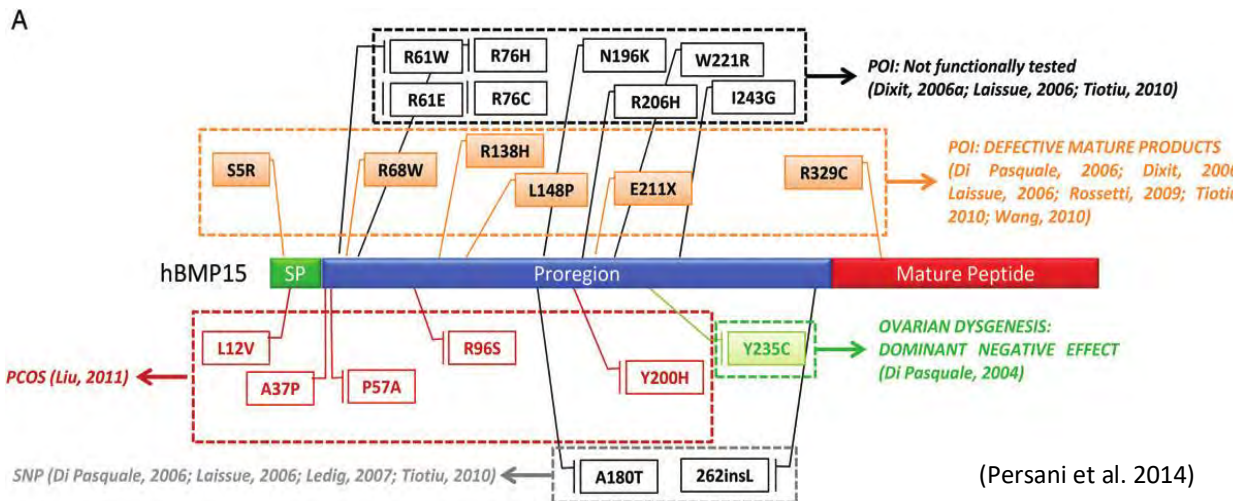 A
R61W R76H N196K W221R
R61E R76C R206H I243G
POI: Not functionally tested
(Dixit, 2006a; Laissue, 2006; Tiotiu, 2010)
S5R R68W R138H L148P E211X R329C
POI: DEFECTIVE MATURE PRODUCTS
(Di Pasquale, 2006; Dixit, 2006
Laissue, 2006; Rossetti, 2009; Tiotiu
2010; Wang, 2010)
hBMP15 SP Proregion Mature Peptide
L12V R96S Y235C
A37P P57A Y200H
OVARIAN DYSGENESIS:
DOMINANT NEGATIVE EFFECT
(Di Pasquale, 2004)
PCOS (Liu, 2011)
SNP (Di Pasquale, 2006; Laissue, 2006; Ledig, 2007; Tiotiu, 2010)
A180T 262insL
(Persani et al. 2014)